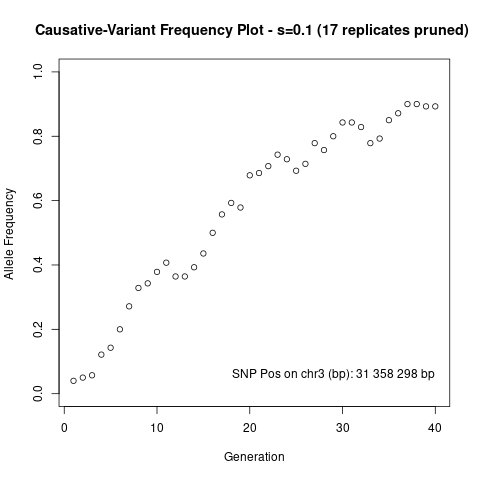 Causative-Variant Frequency Plot - s=0.1 (17 replicates pruned)
1.0
0.8
0.6
0.4
0.2
0.0
Allele Frequency
SNP Pos on chr3 (bp): 31 358 298 bp
0 10 20 30 40
Generation